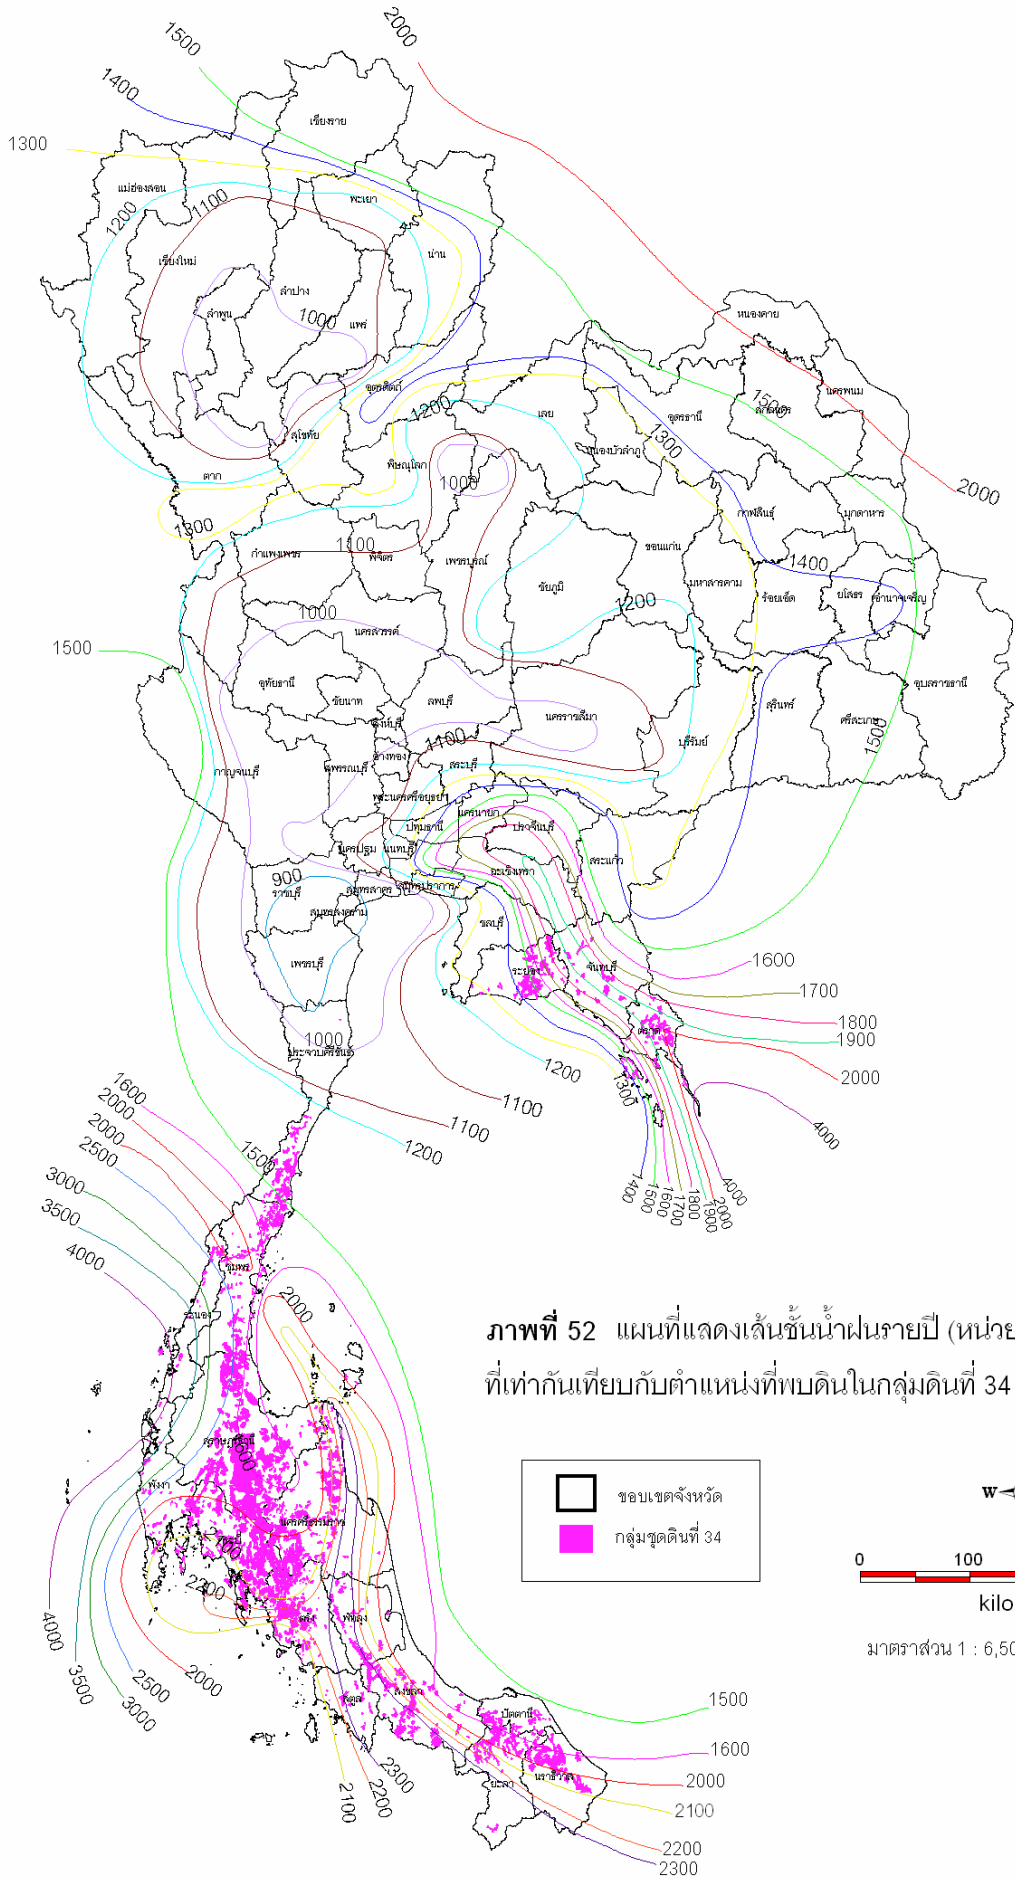 2000
1500
1400
1300
เชียงราย
แม่ฮ่องสอน
พะเยา
1200
1100
น่าน
เชียงใหม่
ลำปาง
ลำพูน
1000
แพร่
หนองคาย
นครพนม
สกลนคร
1500
อุตรดิตถ์
1200
เลย
อุดรธานี
1300
สุโขทัย
หนองบัวลำภู
พิษณุโลก
ตาก
1000
2000
1300
กาฬสินธุ์
มุกดาหาร
กำแพงเพชร
1100
พิจิตร
เพชรบูรณ์
ขอนแก่น
ชัยภูมิ
มหาสารคาม
1400
ร้อยเอ็ด
ยโสธร
อำนาจเจริญ
1000
1200
นครสวรรค์
1500
อุทัยธานี
ชัยนาท
ลพบุรี
อุบลราชธานี
สุรินทร์
ศรีสะเกษ
นครราชสีมา
สิงห์บุรี
บุรีรัมย์
1500
1100
อ่างทอง
สระบุรี
กาญจนบุรี
สุพรรณบุรี
พระนครศรีอยุธยา
นครนายก
ปทุมธานี
ปราจีนบุรี
นครปฐม
นนทบุรี
สระแก้ว
ฉะเชิงเทรา
900
ราชบุรี
สมุทรสาคร
สมุทรปราการ
สมุทรสงคราม
ชลบุรี
เพชรบุรี
ระยอง
จันทบุรี
1600
1700
1800
1900
ตราด
1000
ประจวบคีรีขันธ์
1200
1300
2000
1100
1100
1200
4000
1600
2000
2000
2500
1500
3000
3500
4000
1400
1500
1600
1700
1800
1900
2000
4000
ชุมพร
ระนอง
2000
ภาพที่ 52 แผนที่แสดงเส้นชั้นน้ำฝนรายปี (หน่วย
ที่เท่ากันเทียบกับตำแหน่งที่พบดินในกลุ่มดินที่ 34
สุราษฎร์ธานี
พังงา
ขอบเขตจังหวัด
W
กลุ่มชุดดินที่ 34
นครศรีธรรมราช
0 100
kilo
2200
ตรัง
พัทลุง
มาตราส่วน 1 : 6,50
4000
3500
3000
2500
2000
สตูล
สงขลา
ปัตตานี
1500
1600
นราธิวาส
ยะลา
2000
2100
2200
2300
2300
2200
2100